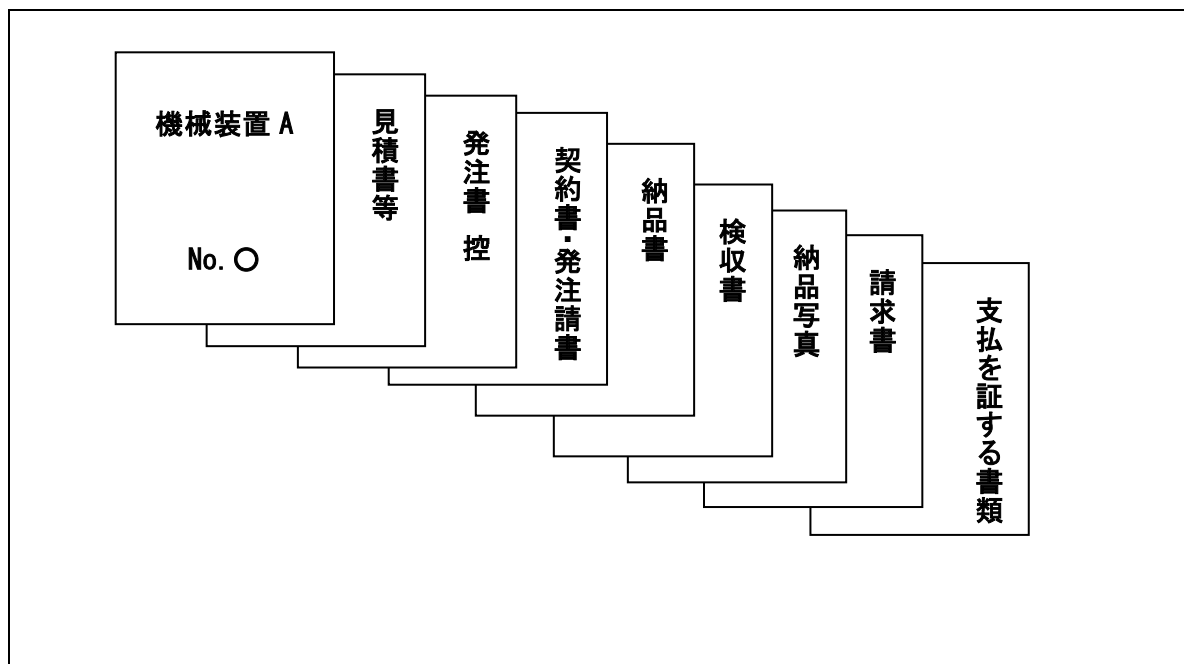 機械装置 A
No. ○
見積書等
発注書 控
契約書・発注請書
納品書
検収書
納品写真
請求書
支払を証する書類